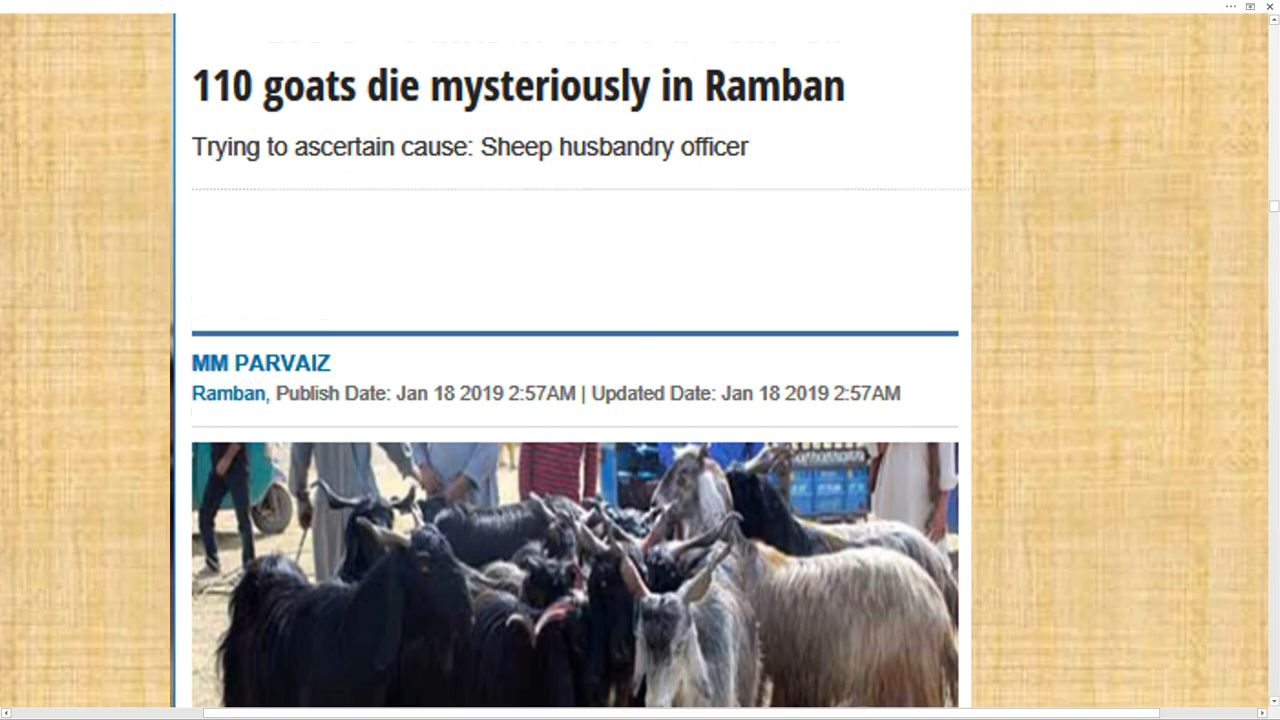 110 goats die mysteriously in Ramban
Trying to ascertain cause: Sheep husbandry officer
MM PARVAIZ
Ramban, Publish Date: Jan 18 2019 2:57AM | Updated Date: Jan 18 2019 2:57AM